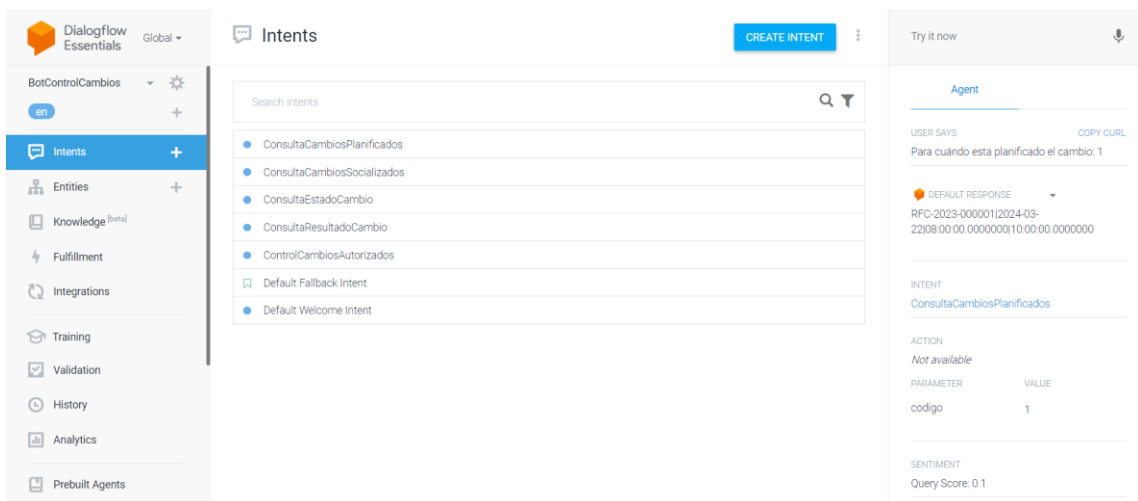 Dialogflow
Essentials
Global
BotControlCambios
en
Intents
Entities
Knowledge [beta]
Fulfillment
Integrations
Training
Validation
History
Analytics
Prebuilt Agents
Intents
CREATE INTENT
Search intents
ConsultaCambiosPlanificados
ConsultaCambiosSocializados
ConsultaEstadoCambio
ConsultaResultadoCambio
ControlCambiosAutorizados
Default Fallback Intent
Default Welcome Intent
Try it now
Agent
USER SAYS COPY CURL
Para cuándo esta planificado el cambio: 1
DEFAULT RESPONSE
RFC-2023-000001|2024-03-
22|08:00:00.0000000|10:00:00.0000000
INTENT
ConsultaCambiosPlanificados
ACTION
Not available
PARAMETER VALUE
codigo 1
SENTIMENT
Query Score: 0.1